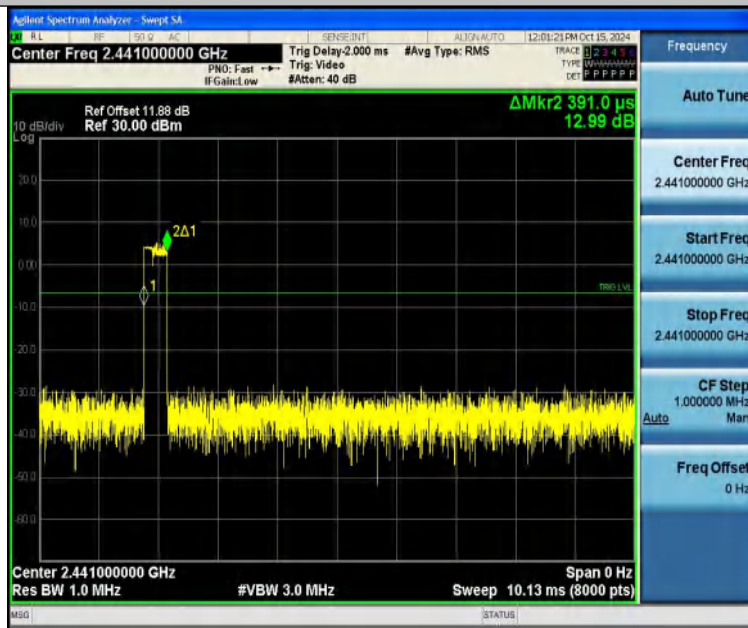 Agilent Spectrum Analyzer - Swept SA
RL RF 50 Ω AC SENSE:INT ALIGN AUTO 12:01:21 PM Oct 15, 2024
Center Freq 2.441000000 GHz
PNO: Fast
IFGain:Low
Trig Delay-2.000 ms
Trig: Video
#Atten: 40 dB
#Avg Type: RMS
TRACE 1 2 3 4 5 6
TYPE
DET P P P P P P
Ref Offset 11.88 dB
10 dB/div Ref 30.00 dBm
Log
ΔMkr2 391.0 µs
12.99 dB
20.0
10.0
2Δ1
0.00
1
TRIG LVL
-10.0
-20.0
-30.0
-40.0
-50.0
-60.0
Center 2.441000000 GHz Span 0 Hz
Res BW 1.0 MHz #VBW 3.0 MHz Sweep 10.13 ms (8000 pts)
MSG STATUS
Frequency
Auto Tune
Center Freq
2.441000000 GHz
Start Freq
2.441000000 GHz
Stop Freq
2.441000000 GHz
CF Step
1.000000 MHz
Auto Man
Freq Offset
0 Hz